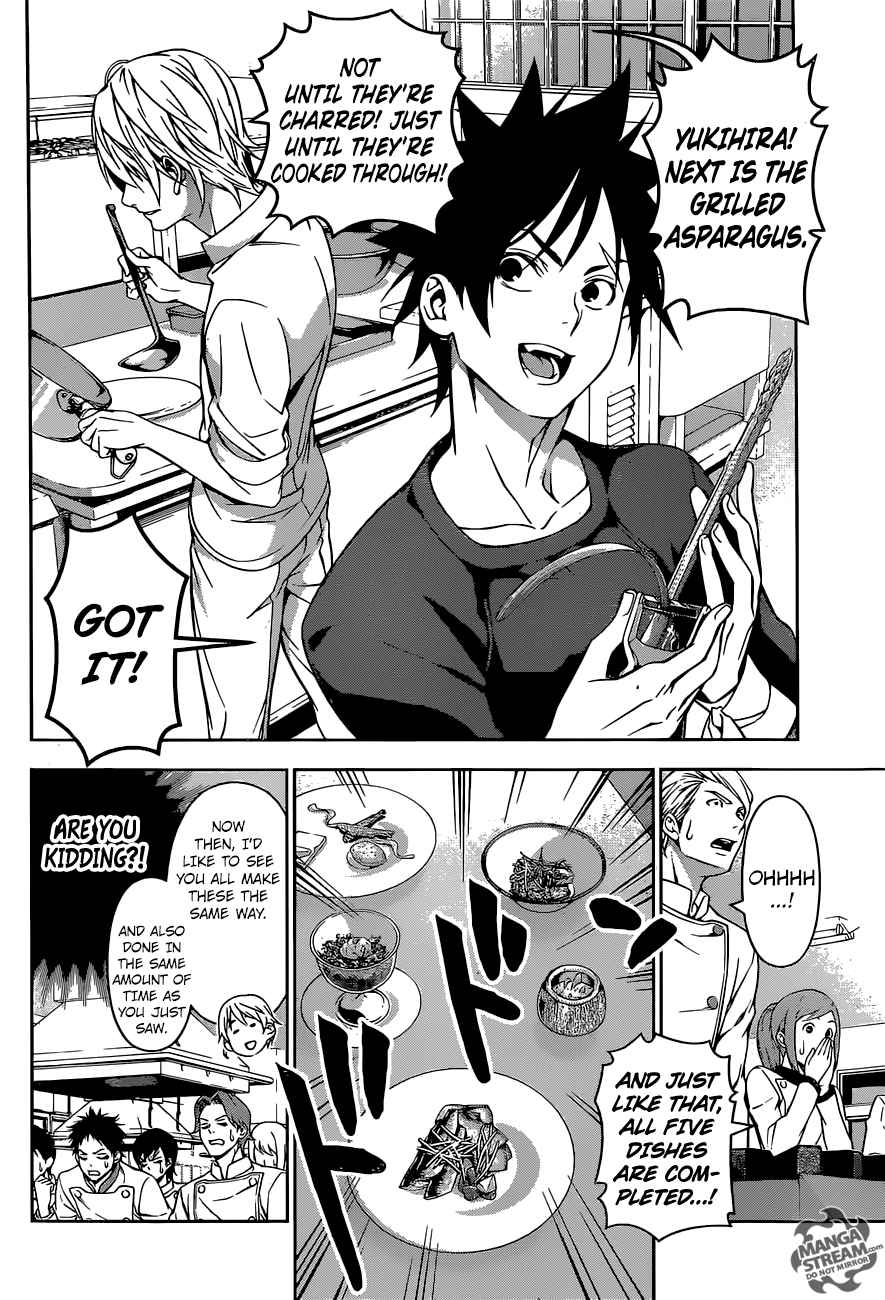 YUKIHIRA!
NEXT IS THE
GRILLED
ASPARAGUS.
NOT
UNTIL THEY'RE
CHARRED! JUST
UNTIL THEY'RE
COOKED THROUGH!
GOT
IT!
OHHHH
...!
AND JUST
LIKE THAT,
ALL FIVE
DISHES
ARE COM-
PLETED...!
ドドドン
NOW
THEN, I'D
LIKE TO SEE
YOU ALL MAKE
THESE THE
SAME WAY.
AND ALSO
DONE IN
THE SAME
AMOUNT OF
TIME AS
YOU JUST
SAW.
ARE YOU
KIDDING?!
MANGA
STREAM.com
DO NOT MIRROR